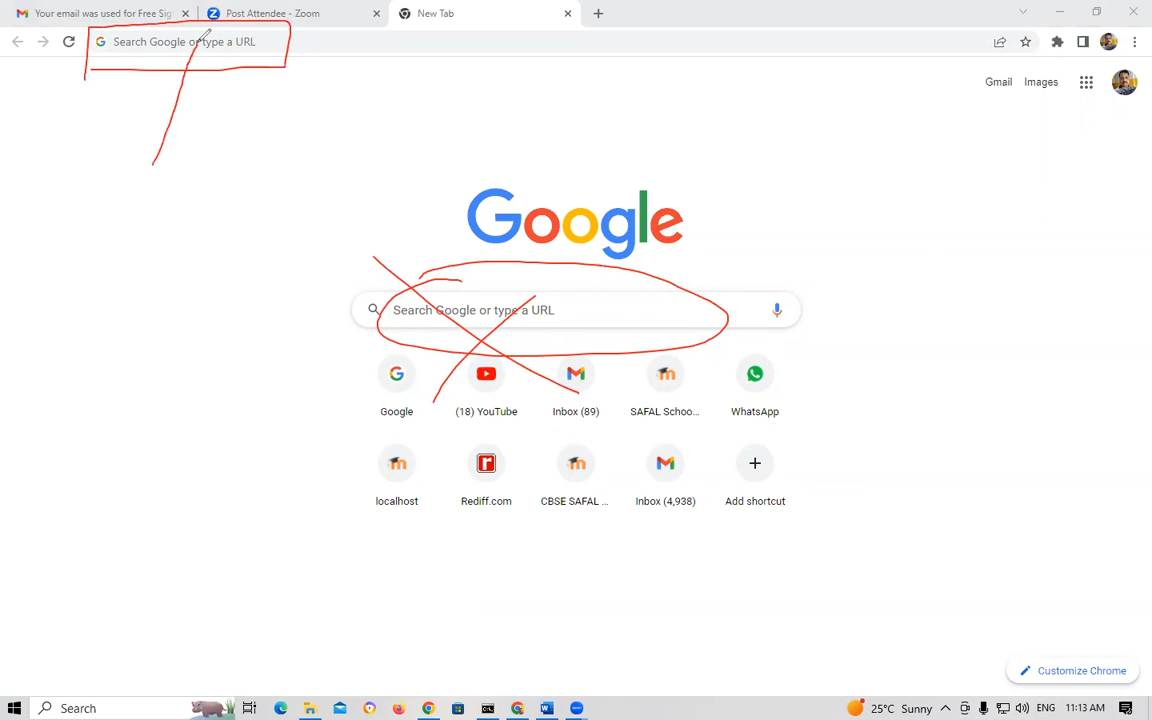 Your email was used for Free Sig
Post Attendee - Zoom
New Tab
Search Google or type a URL
Gmail
Images
Google
Search Google or type a URL
Google
(18) YouTube
Inbox (89)
SAFAL Schoo...
WhatsApp
localhost
Rediff.com
CBSE SAFAL ...
Inbox (4,938)
Add shortcut
Customize Chrome
Search
25°C Sunny
ENG
11:13 AM